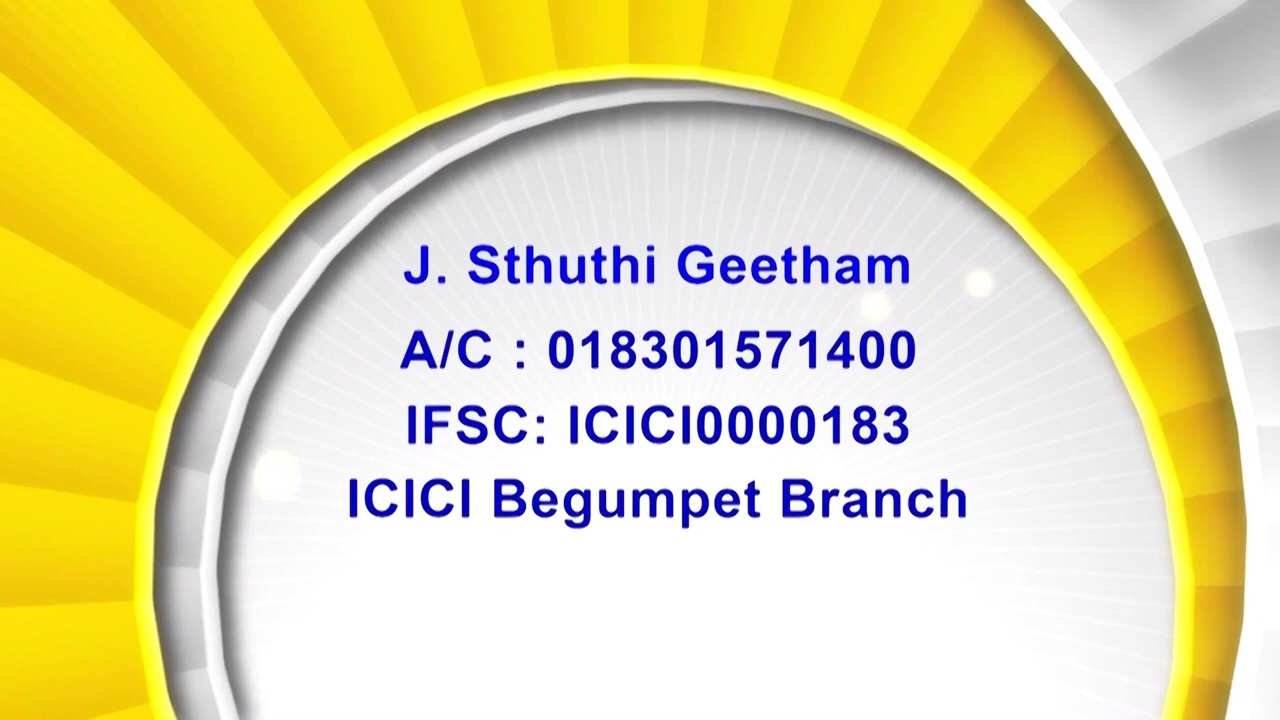 J. Sthuthi Geetham
A/C : 018301571400
IFSC: ICICI0000183
ICICI Begumpet Branch